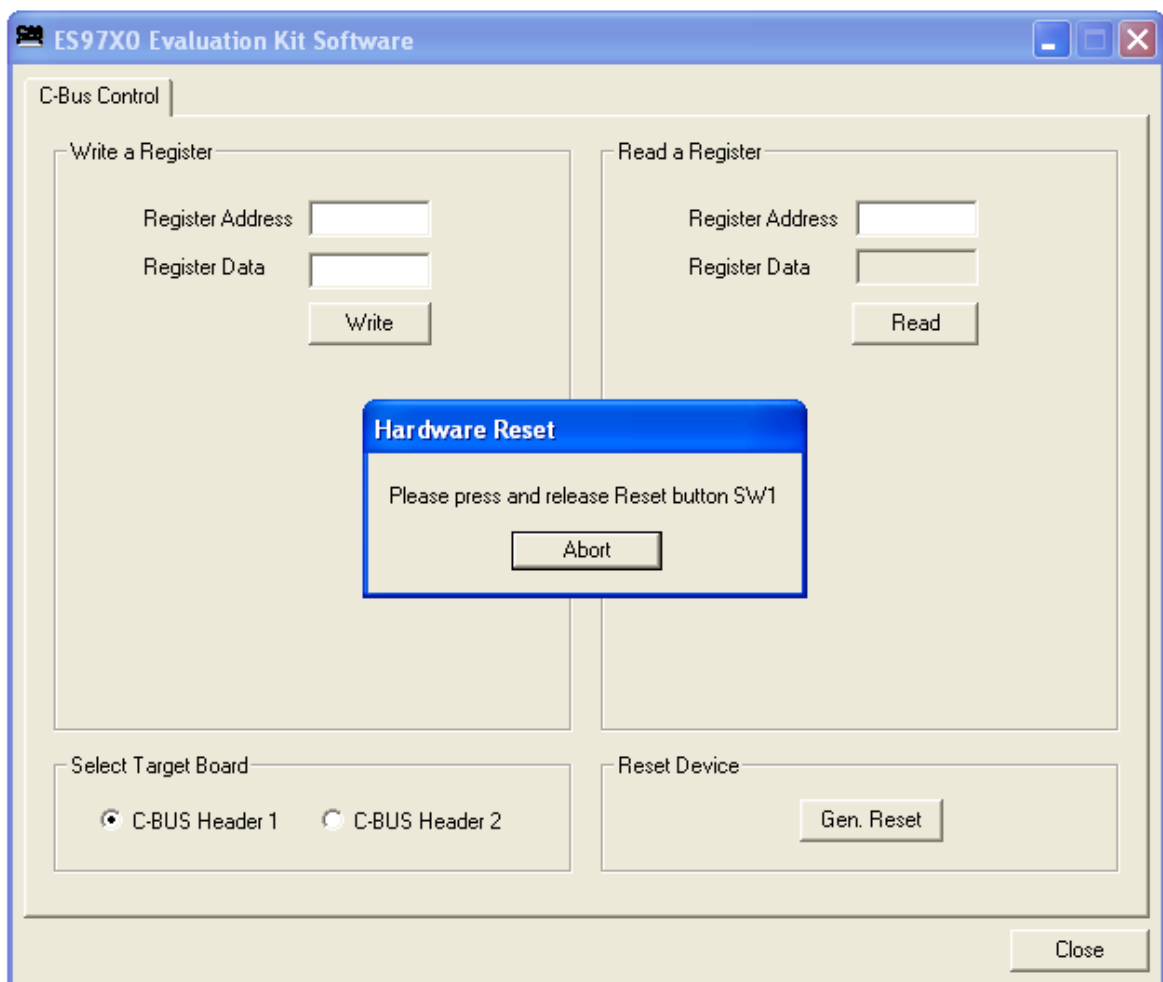 ES97X0 Evaluation Kit Software
C-Bus Control
Write a Register
Register Address
Register Data
Write
Read a Register
Register Address
Register Data
Read
Hardware Reset
Please press and release Reset button SW1
Abort
Select Target Board
C-BUS Header 1 C-BUS Header 2
Reset Device
Gen. Reset
Close